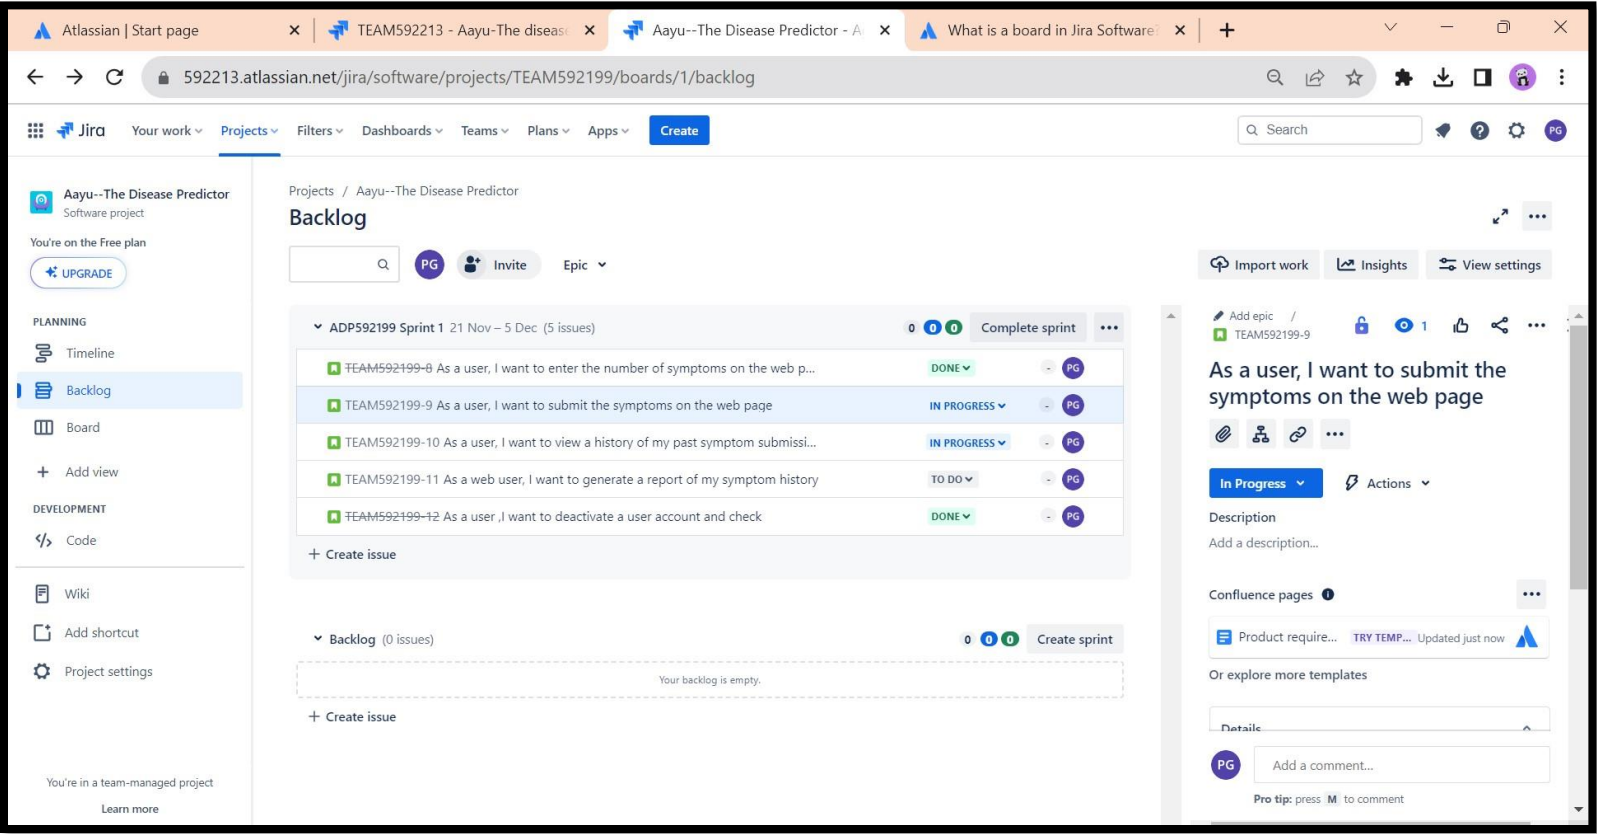 Atlassian | Start page
TEAM592213 - Aayu-The diseas
Aayu--The Disease Predictor - A
What is a board in Jira Software?
592213.atlassian.net/jira/software/projects/TEAM592199/boards/1/backlog
Jira Your work Projects Filters Dashboards Teams Plans Apps Create Search PG
Aayu--The Disease Predictor
Software project
You're on the Free plan
UPGRADE
PLANNING
Timeline
Backlog
Board
+ Add view
DEVELOPMENT
Code
Wiki
Add shortcut
Project settings
You're in a team-managed project
Learn more
Projects / Aayu--The Disease Predictor
Backlog
PG Invite Epic
Import work Insights View settings
ADP592199 Sprint 1 21 Nov – 5 Dec (5 issues) 0 0 0 Complete sprint
TEAM592199-8 As a user, I want to enter the number of symptoms on the web p... DONE - PG
TEAM592199-9 As a user, I want to submit the symptoms on the web page IN PROGRESS - PG
TEAM592199-10 As a user, I want to view a history of my past symptom submissi... IN PROGRESS - PG
TEAM592199-11 As a web user, I want to generate a report of my symptom history TO DO - PG
TEAM592199-12 As a user ,I want to deactivate a user account and check DONE - PG
+ Create issue
Backlog (0 issues) 0 0 0 Create sprint
Your backlog is empty.
+ Create issue
Add epic /
TEAM592199-9
1
As a user, I want to submit the
symptoms on the web page
In Progress Actions
Description
Add a description...
Confluence pages
Product require... TRY TEMP... Updated just now
Or explore more templates
Details
PG Add a comment...
Pro tip: press M to comment